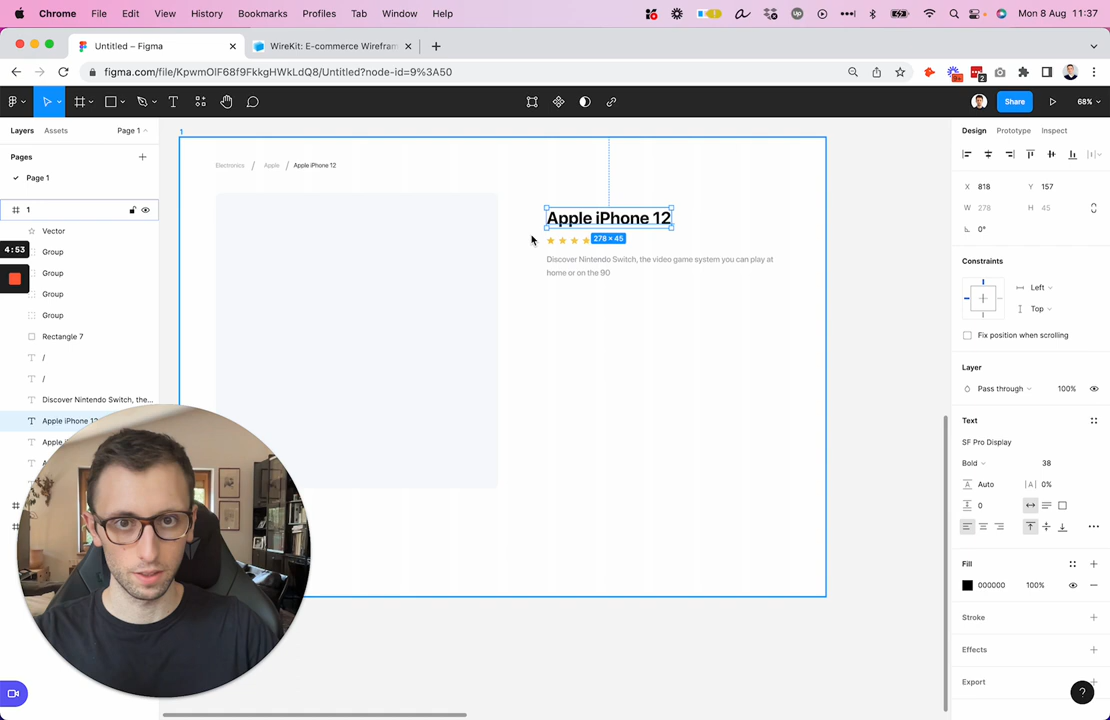 Chrome File Edit View History Bookmarks Profiles Tab Window Help Mon 8 Aug 11:37
Untitled – Figma
WireKit: E-commerce Wirefram
figma.com/file/KpwmOlF68f9FkkgHWkLdQ8/Untitled?node-id=9%3A50
9+ 2
Share
68%
Layers Assets Page 1
Pages
Page 1
1
Vector
Group
Group
Group
Group
Rectangle 7
/
/
Discover Nintendo Switch, the...
Apple iPhone 12
4:53
1
Electronics / Apple / Apple iPhone 12
Apple iPhone 12
278 × 45
Discover Nintendo Switch, the video game system you can play at
home or on the 90
Design Prototype Inspect
X 818 Y 157
W 278 H 45
0°
Constraints
Left
Top
Fix position when scrolling
Layer
Pass through 100%
Text
SF Pro Display
Bold 38
Auto |A| 0%
0
Fill
000000 100%
Stroke
Effects
Export
?